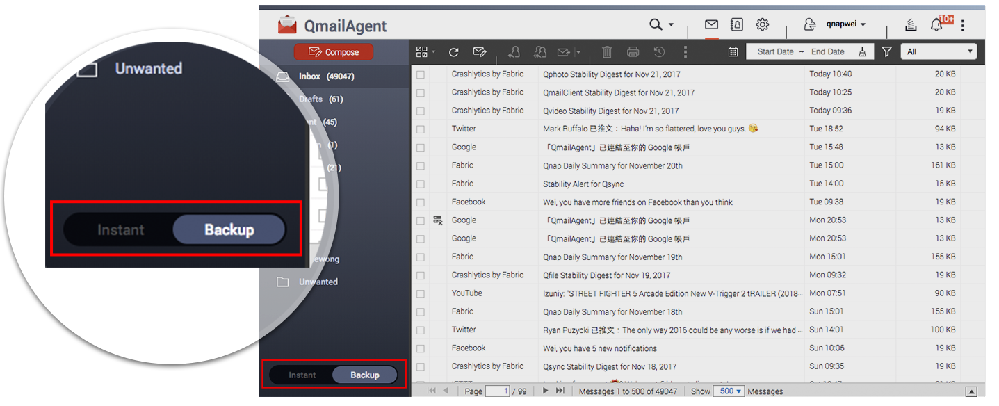 QmailAgent
10+
qnapwei
Compose
Start Date ~ End Date
All
Unwanted
Instant Backup
Inbox (49047)
Drafts (61)
(45)
(1)
(21)
Unwanted
Instant Backup
Crashlytics by Fabric Qphoto Stability Digest for Nov 21, 2017 Today 10:40 20 KB
Crashlytics by Fabric QmailClient Stability Digest for Nov 21, 2017 Today 10:25 20 KB
Crashlytics by Fabric Qvideo Stability Digest for Nov 21, 2017 Today 09:36 19 KB
Twitter Mark Ruffalo 已推文：Haha! I'm so flattered, love you guys. 😘 Tue 18:52 94 KB
Google 「QmailAgent」已連結至你的 Google 帳戶 Tue 15:48 13 KB
Fabric Qnap Daily Summary for November 20th Tue 15:00 161 KB
Fabric Stability Alert for Qsync Tue 14:00 15 KB
Facebook Wei, you have more friends on Facebook than you think Tue 09:38 19 KB
Google 「QmailAgent」已連結至你的 Google 帳戶 Mon 20:53 13 KB
Google 「QmailAgent」已連結至你的 Google 帳戶 Mon 20:53 13 KB
Fabric Qnap Daily Summary for November 19th Mon 15:01 155 KB
Crashlytics by Fabric Qfile Stability Digest for Nov 19, 2017 Mon 09:32 19 KB
YouTube Izuniy: "STREET FIGHTER 5 Arcade Edition New V-Trigger 2 tRAILER (2018··· Mon 07:51 90 KB
Fabric Qnap Daily Summary for November 18th Sun 15:01 155 KB
Twitter Ryan Puzycki 已推文：The only way 2016 could be any worse is if we had ··· Sun 14:01 100 KB
Facebook Wei, you have 5 new notifications Sun 10:06 19 KB
Crashlytics by Fabric Qsync Stability Digest for Nov 18, 2017 Sun 09:35 19 KB
Page 1 / 99 Messages 1 to 500 of 49047 Show 500 Messages